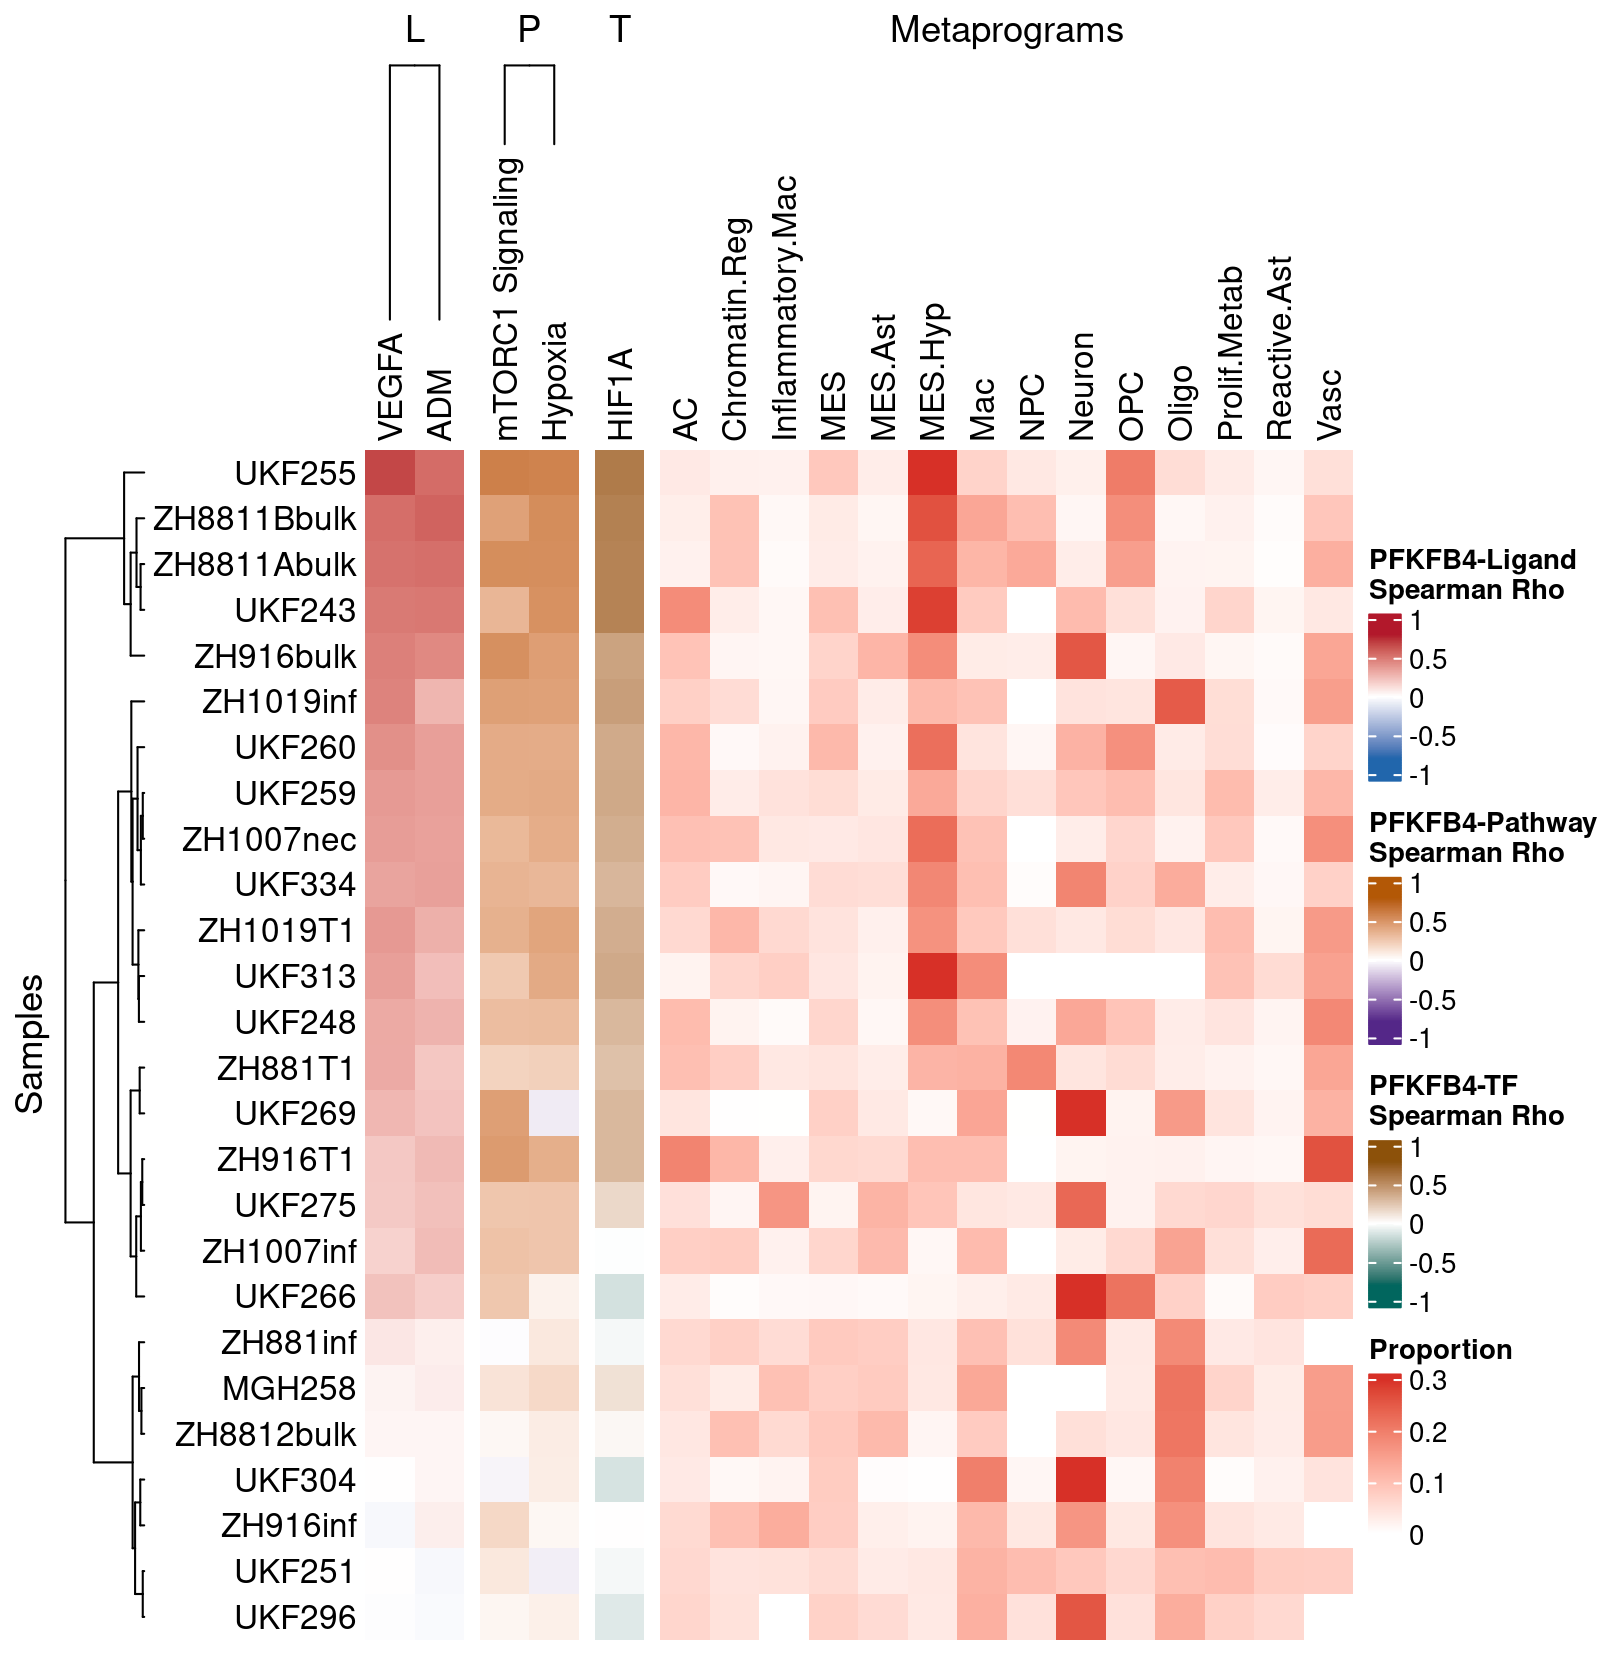 L P T Metaprograms
VEGFA
ADM
mTORC1 Signaling
Hypoxia
HIF1A
AC
Chromatin.Reg
Inflammatory.Mac
MES
MES.Ast
MES.Hyp
Mac
NPC
Neuron
OPC
Oligo
Prolif.Metab
Reactive.Ast
Vasc
Samples
UKF255
ZH8811Bbulk
ZH8811Abulk
UKF243
ZH916bulk
ZH1019inf
UKF260
UKF259
ZH1007nec
UKF334
ZH1019T1
UKF313
UKF248
ZH881T1
UKF269
ZH916T1
UKF275
ZH1007inf
UKF266
ZH881inf
MGH258
ZH8812bulk
UKF304
ZH916inf
UKF251
UKF296
PFKFB4-Ligand
Spearman Rho
1
0.5
0
-0.5
-1
PFKFB4-Pathway
Spearman Rho
1
0.5
0
-0.5
-1
PFKFB4-TF
Spearman Rho
1
0.5
0
-0.5
-1
Proportion
0.3
0.2
0.1
0